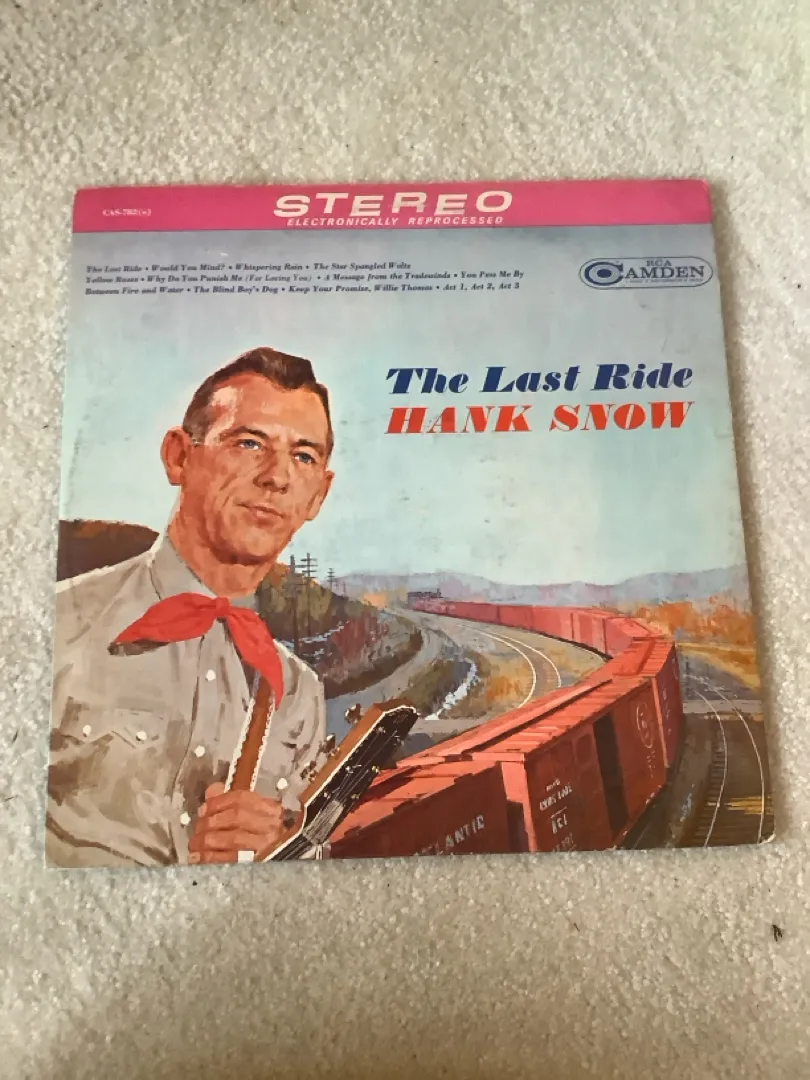 CAS-782(e)
STEREO
ELECTRONICALLY REPROCESSED
The Last Ride • Would You Mind? • Whispering Rain • The Star Spangled Waltz
Yellow Roses • Why Do You Punish Me (For Loving You) • A Message from the Tradewinds • You Pass Me By
Between Fire and Water • The Blind Boy's Dog • Keep Your Promise, Willie Thomas • Act 1, Act 2, Act 3
RCA
CAMDEN
The Last Ride
HANK SNOW
ATLANTIC